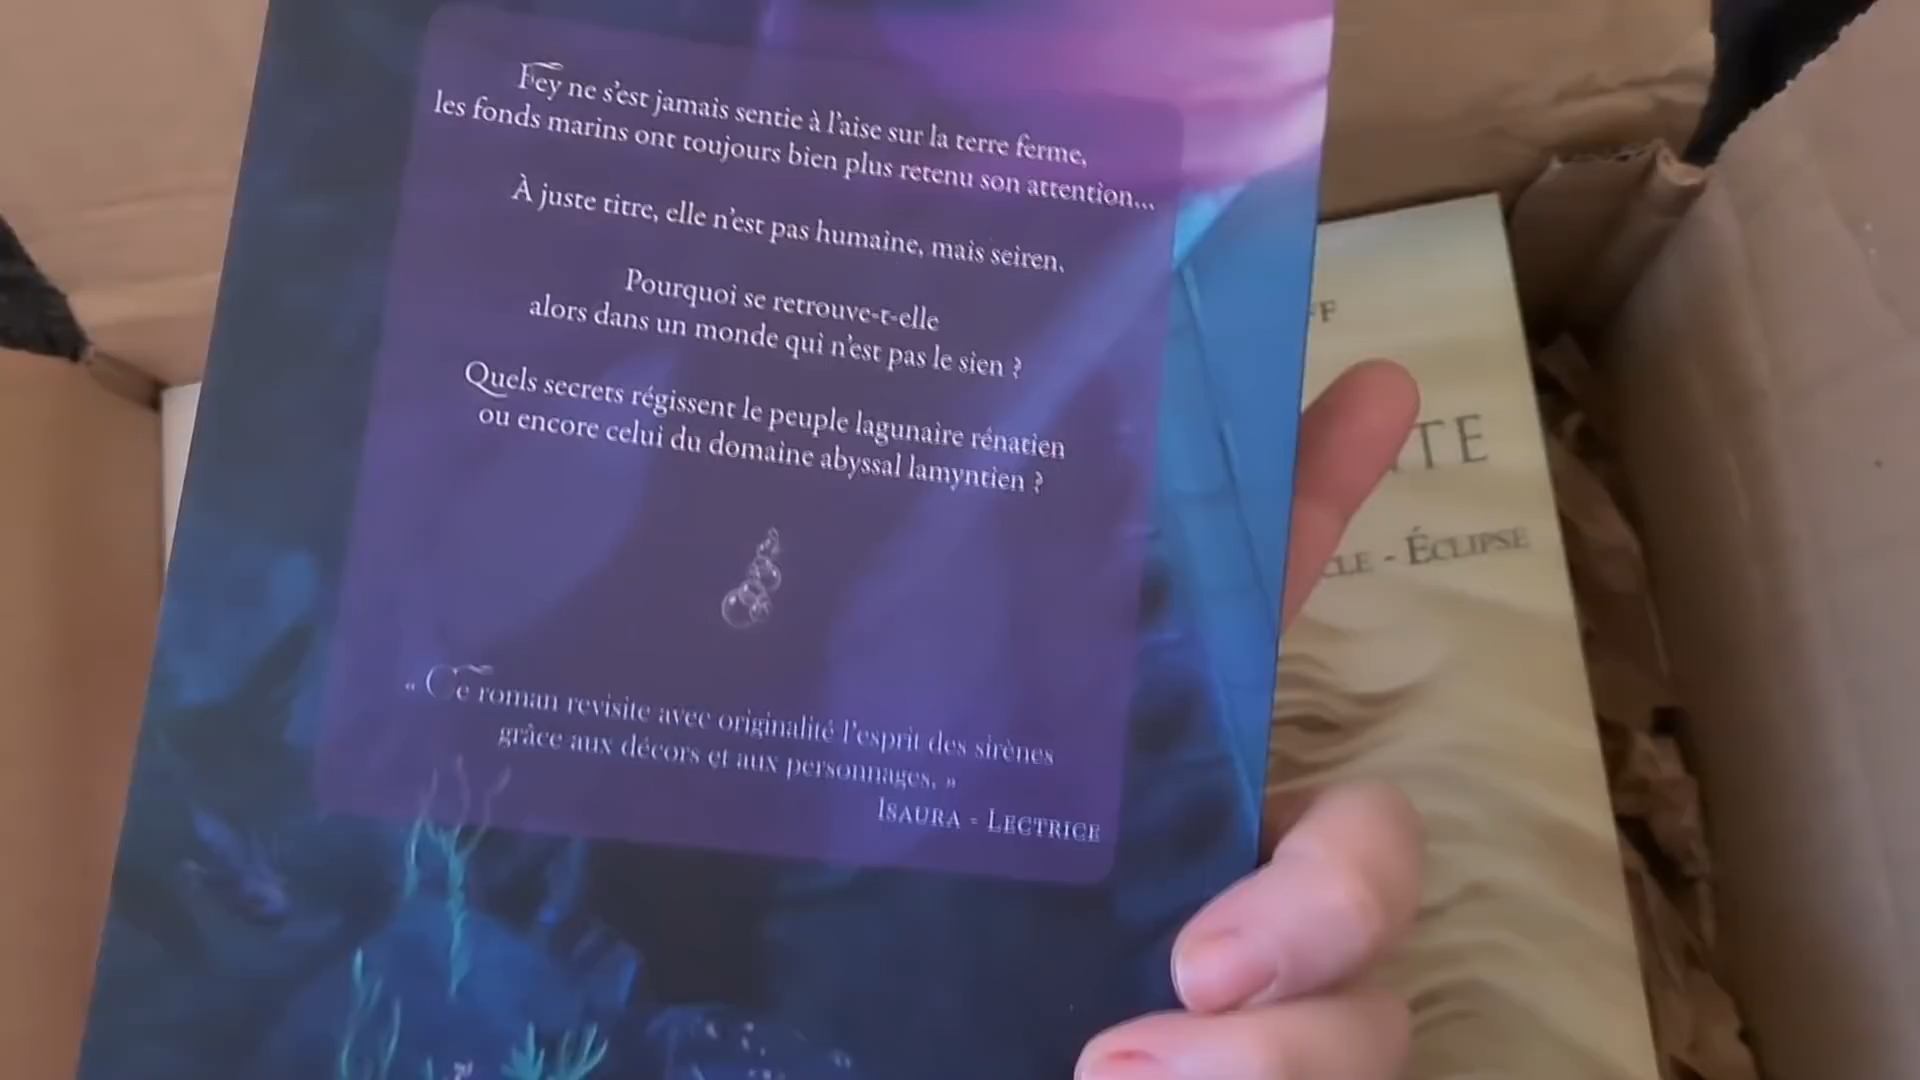 Fey ne s'est jamais sentie à l'aise sur la terre ferme,
les fonds marins ont toujours bien plus retenu son attention...
À juste titre, elle n'est pas humaine, mais seiren.
Pourquoi se retrouve-t-elle
alors dans un monde qui n'est pas le sien ?
Quels secrets régissent le peuple lagunaire rénatien
ou encore celui du domaine abyssal lamyntien ?
« Ce roman revisite avec originalité l'esprit des sirènes
grâce aux décors et aux personnages. »
Isaura - Lectrice
- Éclipse